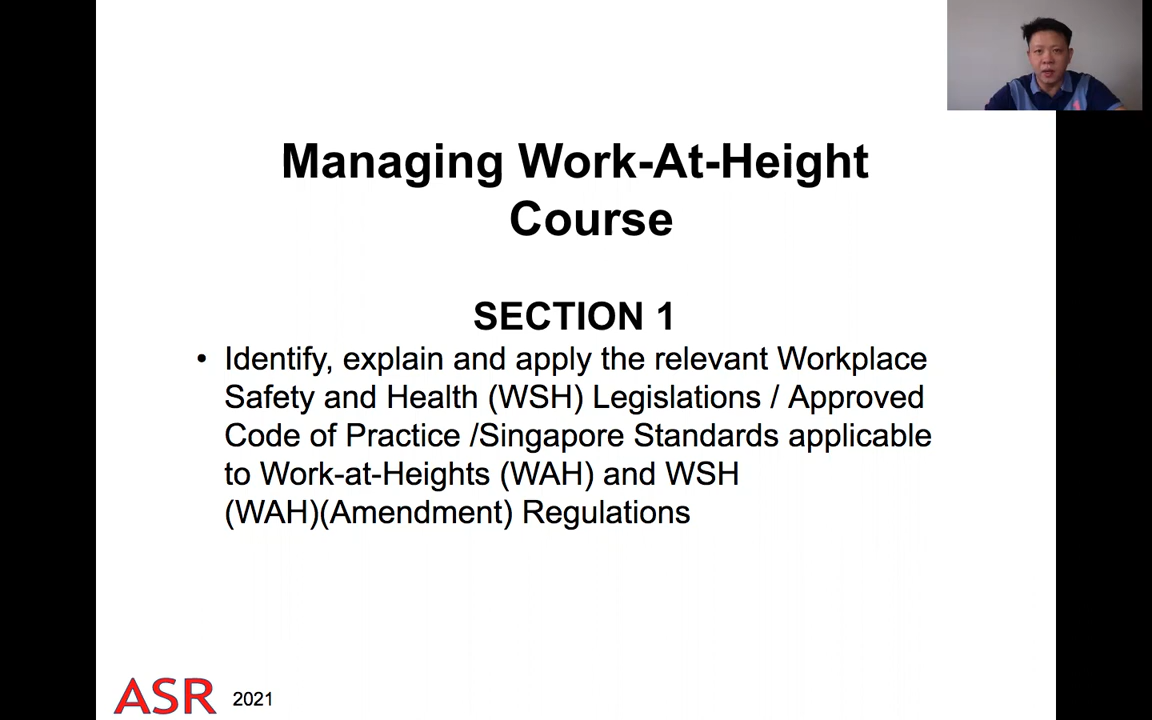 Managing Work-At-Height
Course
SECTION 1
• Identify, explain and apply the relevant Workplace
Safety and Health (WSH) Legislations / Approved
Code of Practice /Singapore Standards applicable
to Work-at-Heights (WAH) and WSH
(WAH)(Amendment) Regulations
ASR 2021